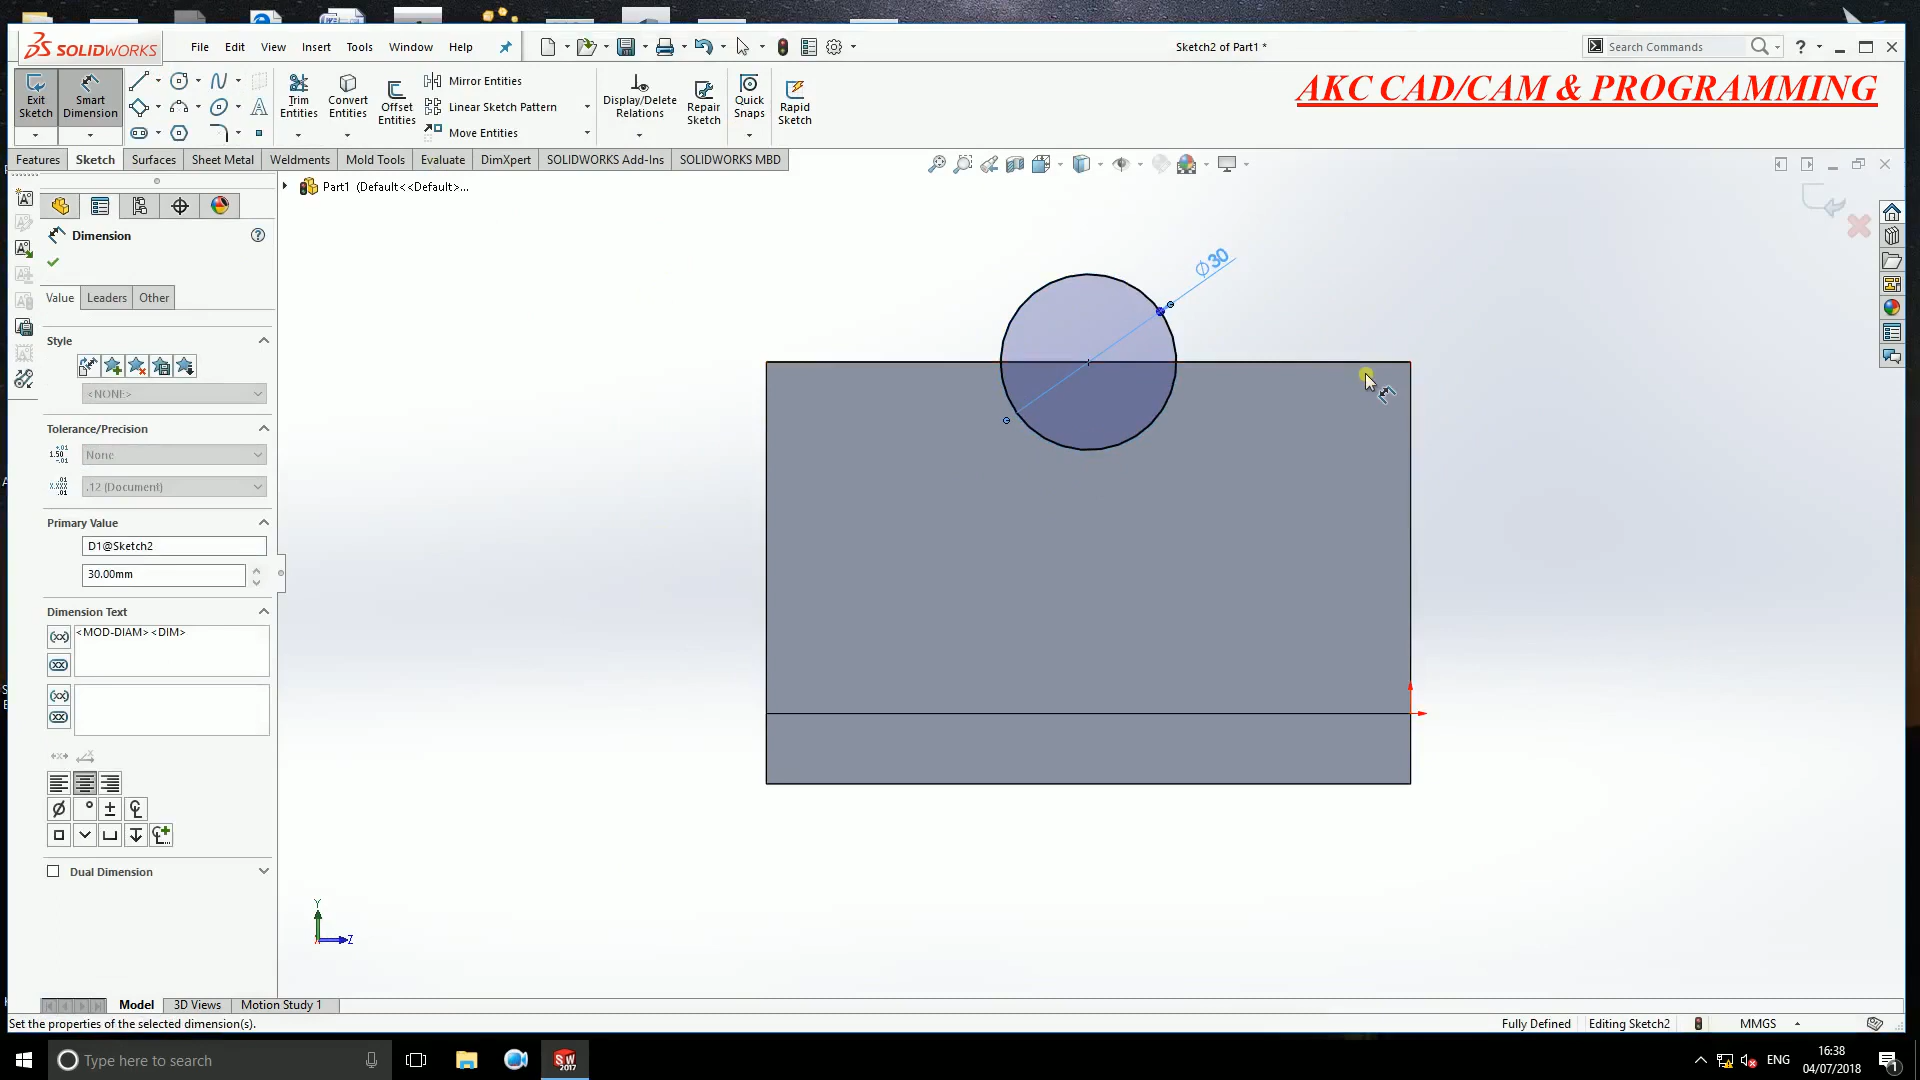 SOLIDWORKS
File Edit View Insert Tools Window Help
Sketch2 of Part1 *
Search Commands
?
AKC CAD/CAM & PROGRAMMING
Exit Sketch
Smart Dimension
Trim Entities
Convert Entities
Offset Entities
Mirror Entities
Linear Sketch Pattern
Move Entities
Display/Delete Relations
Repair Sketch
Quick Snaps
Rapid Sketch
Features Sketch Surfaces Sheet Metal Weldments Mold Tools Evaluate DimXpert SOLIDWORKS Add-Ins SOLIDWORKS MBD
Part1 (Default<<Default>...
Dimension
Value Leaders Other
Style
<NONE>
Tolerance/Precision
None
.12 (Document)
Primary Value
D1@Sketch2
30.00mm
Dimension Text
<MOD-DIAM><DIM>
Dual Dimension
∅30
Y
Z
Model 3D Views Motion Study 1
Set the properties of the selected dimension(s).
Fully Defined Editing Sketch2 MMGS
Type here to search
SW 2017
ENG
16:38
04/07/2018